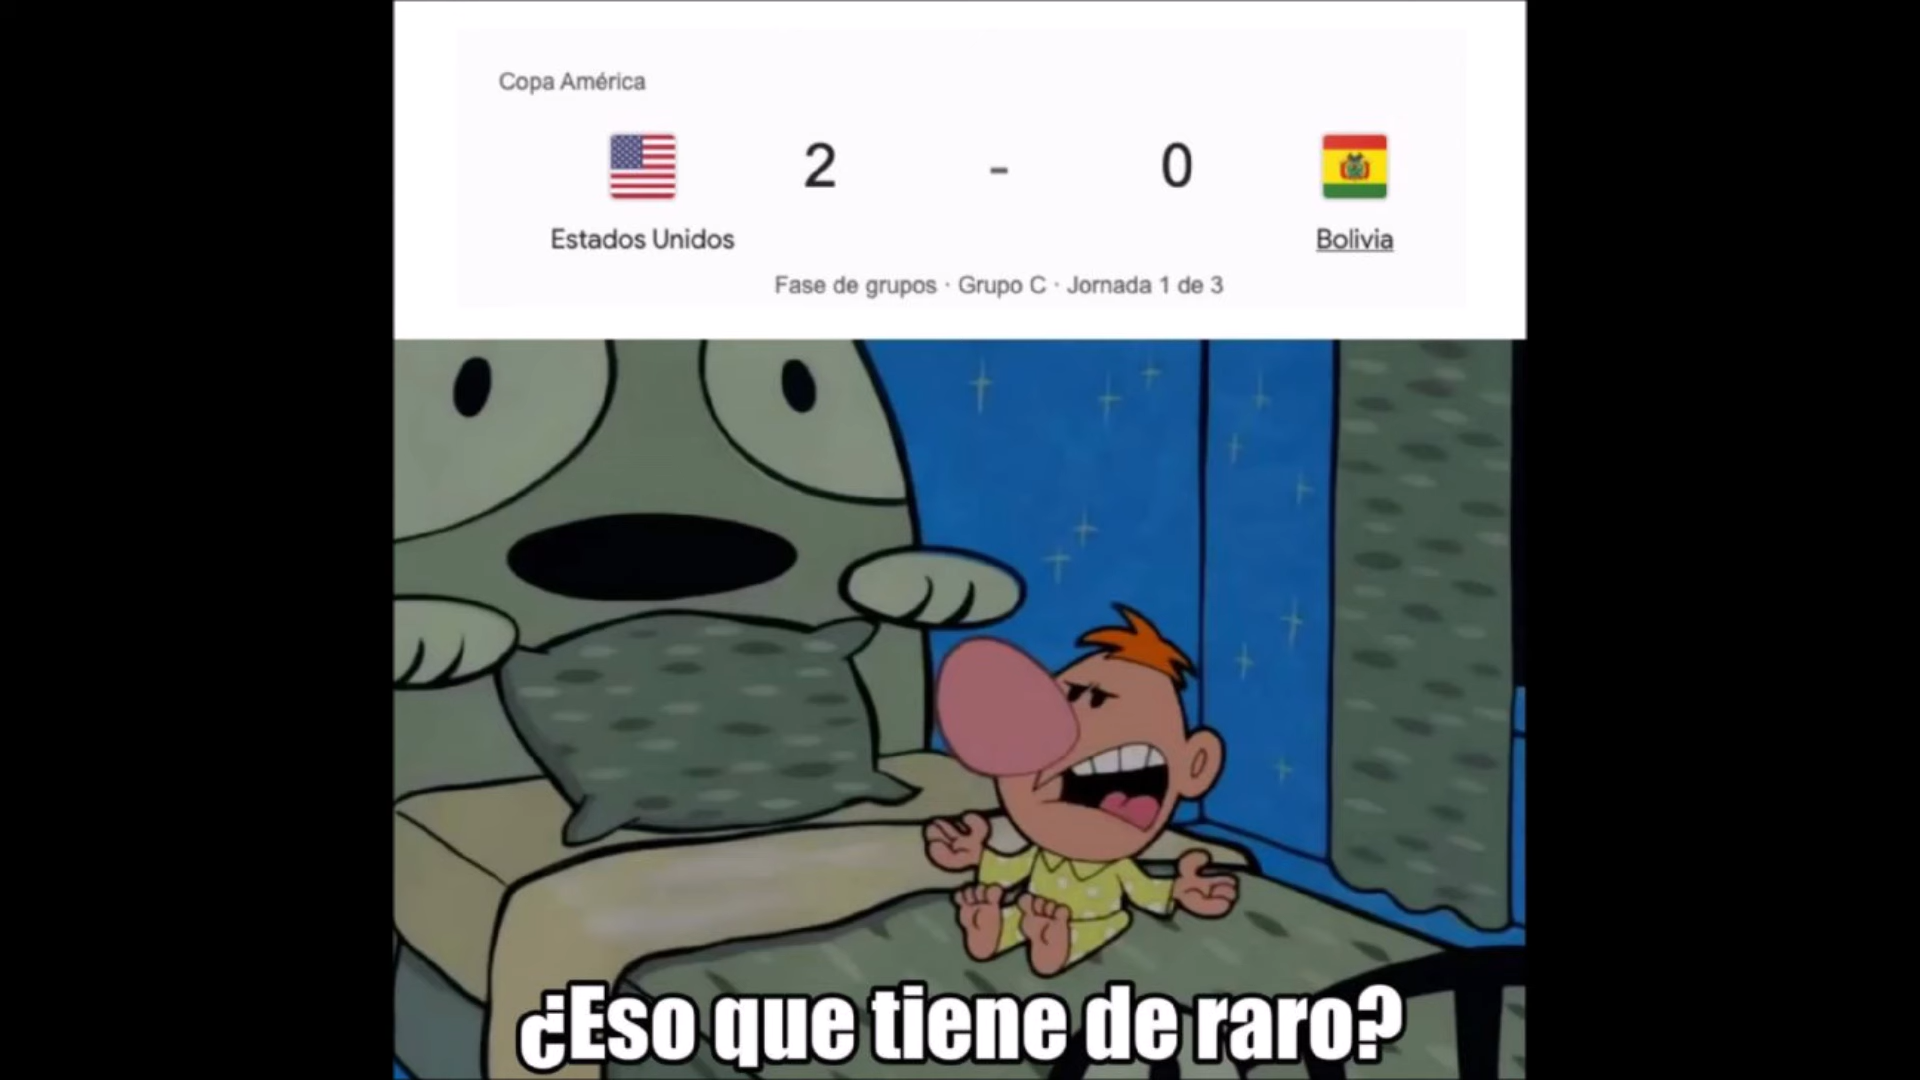 Copa América
2 - 0
Estados Unidos Bolivia
Fase de grupos · Grupo C · Jornada 1 de 3
¿Eso que tiene de raro?